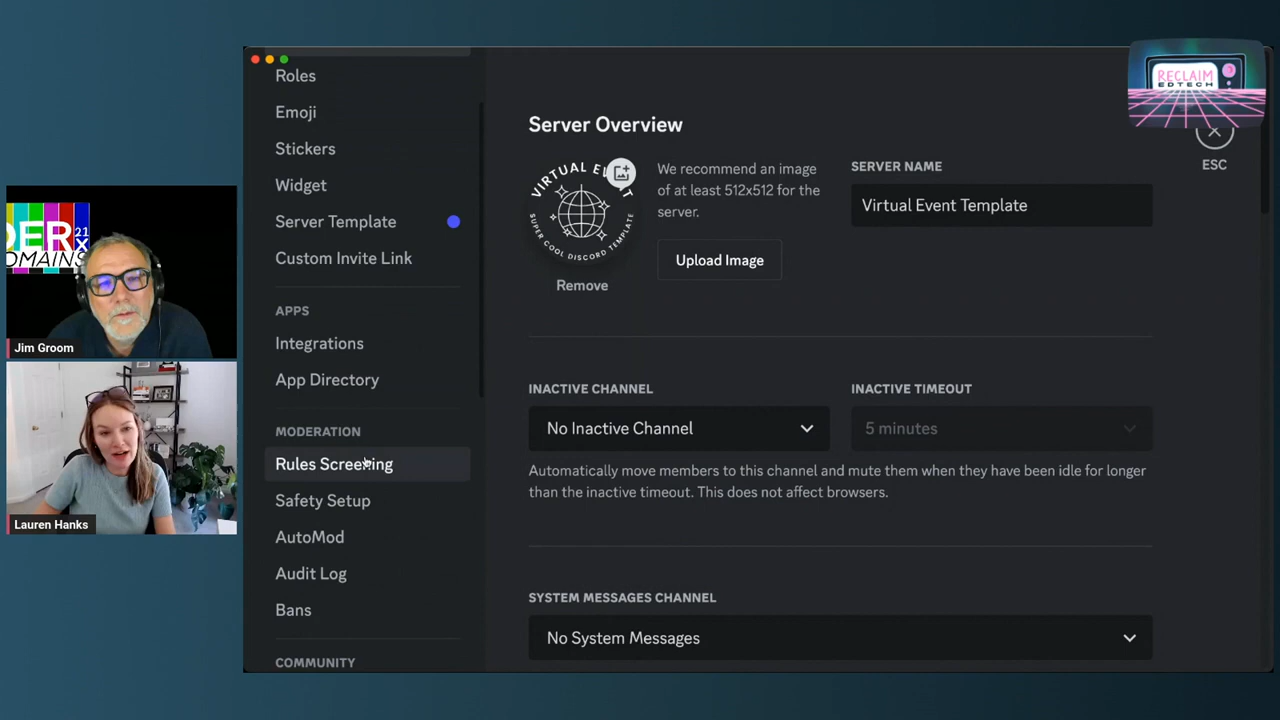 DER
21
x
OMAINS
Jim Groom
Lauren Hanks
Roles
Emoji
Stickers
Widget
Server Template
Custom Invite Link
APPS
Integrations
App Directory
MODERATION
Rules Screening
Safety Setup
AutoMod
Audit Log
Bans
COMMUNITY
Server Overview
VIRTUAL EVENT
SUPER COOL DISCORD TEMPLATE
Remove
We recommend an image
of at least 512x512 for the
server.
Upload Image
SERVER NAME
Virtual Event Template
INACTIVE CHANNEL
No Inactive Channel
INACTIVE TIMEOUT
5 minutes
Automatically move members to this channel and mute them when they have been idle for longer
than the inactive timeout. This does not affect browsers.
SYSTEM MESSAGES CHANNEL
No System Messages
RECLAIM
EDTECH
ESC